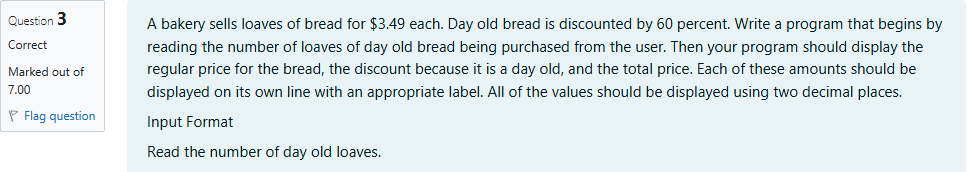 Question 3
Correct
Marked out of
7.00
Flag question
A bakery sells loaves of bread for $3.49 each. Day old bread is discounted by 60 percent. Write a program that begins by
reading the number of loaves of day old bread being purchased from the user. Then your program should display the
regular price for the bread, the discount because it is a day old, and the total price. Each of these amounts should be
displayed on its own line with an appropriate label. All of the values should be displayed using two decimal places.
Input Format
Read the number of day old loaves.